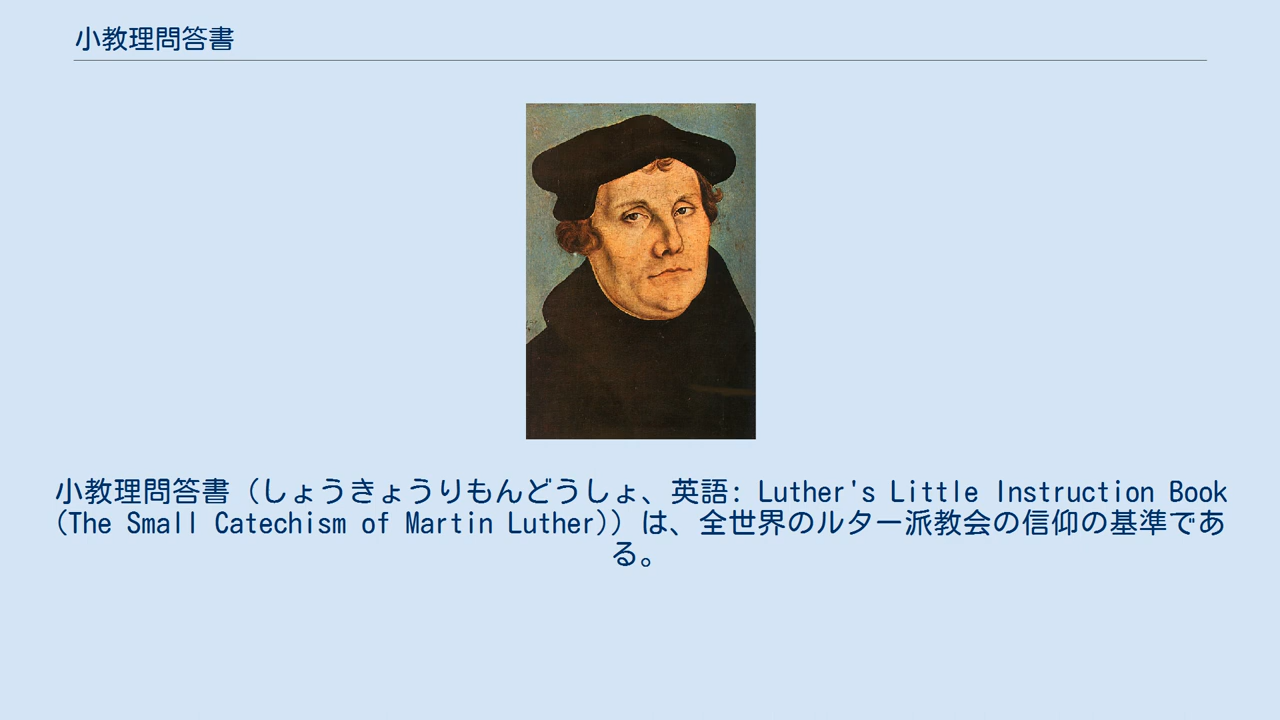 小教理問答書
小教理問答書（しょうきょうりもんどうしょ、英語: Luther's Little Instruction Book
(The Small Catechism of Martin Luther)）は、全世界のルター派教会の信仰の基準であ
る。